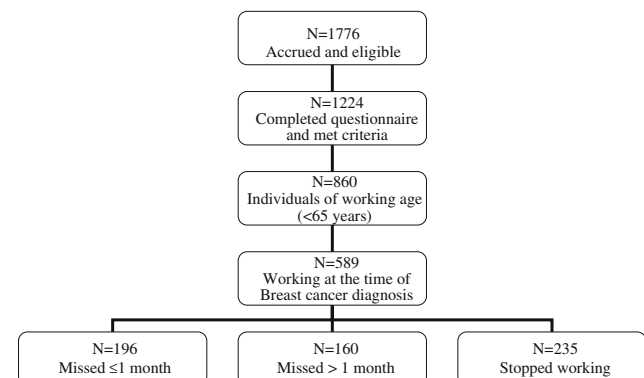 N=1776
Accrued and eligible
N=1224
Completed questionnaire
and met criteria
N=860
Individuals of working age
(<65 years)
N=589
Working at the time of
Breast cancer diagnosis
N=196
Missed ≤1 month
N=160
Missed > 1 month
N=235
Stopped working